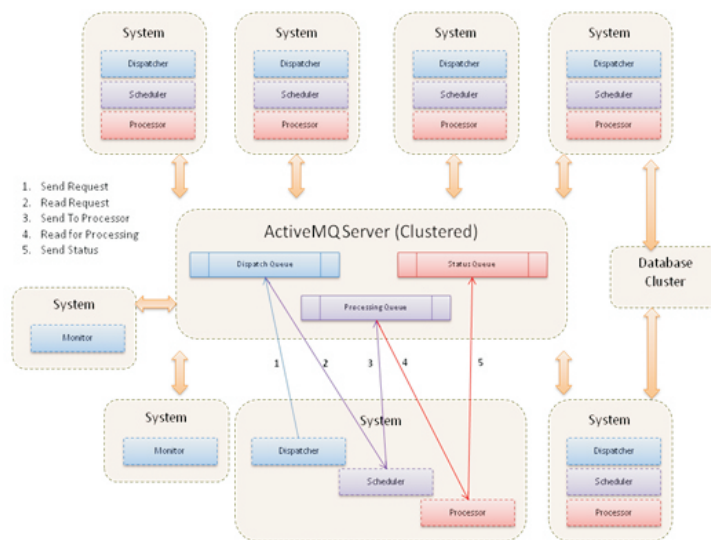 System
Dispatcher
Scheduler
Processor
System
Dispatcher
Scheduler
Processor
System
Dispatcher
Scheduler
Processor
System
Dispatcher
Scheduler
Processor
1. Send Request
2. Read Request
3. Send To Processor
4. Read for Processing
5. Send Status
ActiveMQ Server (Clustered)
Dispatch Queue
Status Queue
Processing Queue
Database
Cluster
System
Monitor
1
2
3
4
5
System
Monitor
System
Dispatcher
Scheduler
Processor
System
Dispatcher
Scheduler
Processor